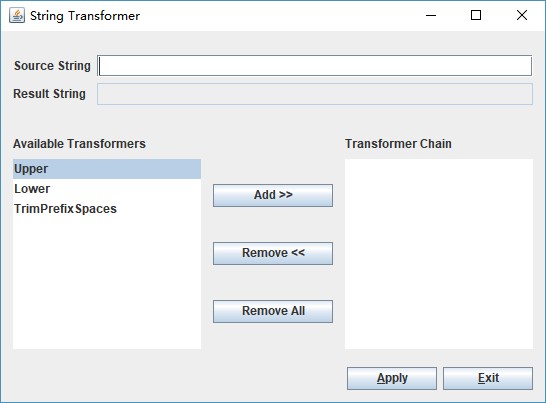 String Transformer
Source String
Result String
Available Transformers
Transformer Chain
Upper
Lower
TrimPrefixSpaces
Add >>
Remove <<
Remove All
Apply
Exit